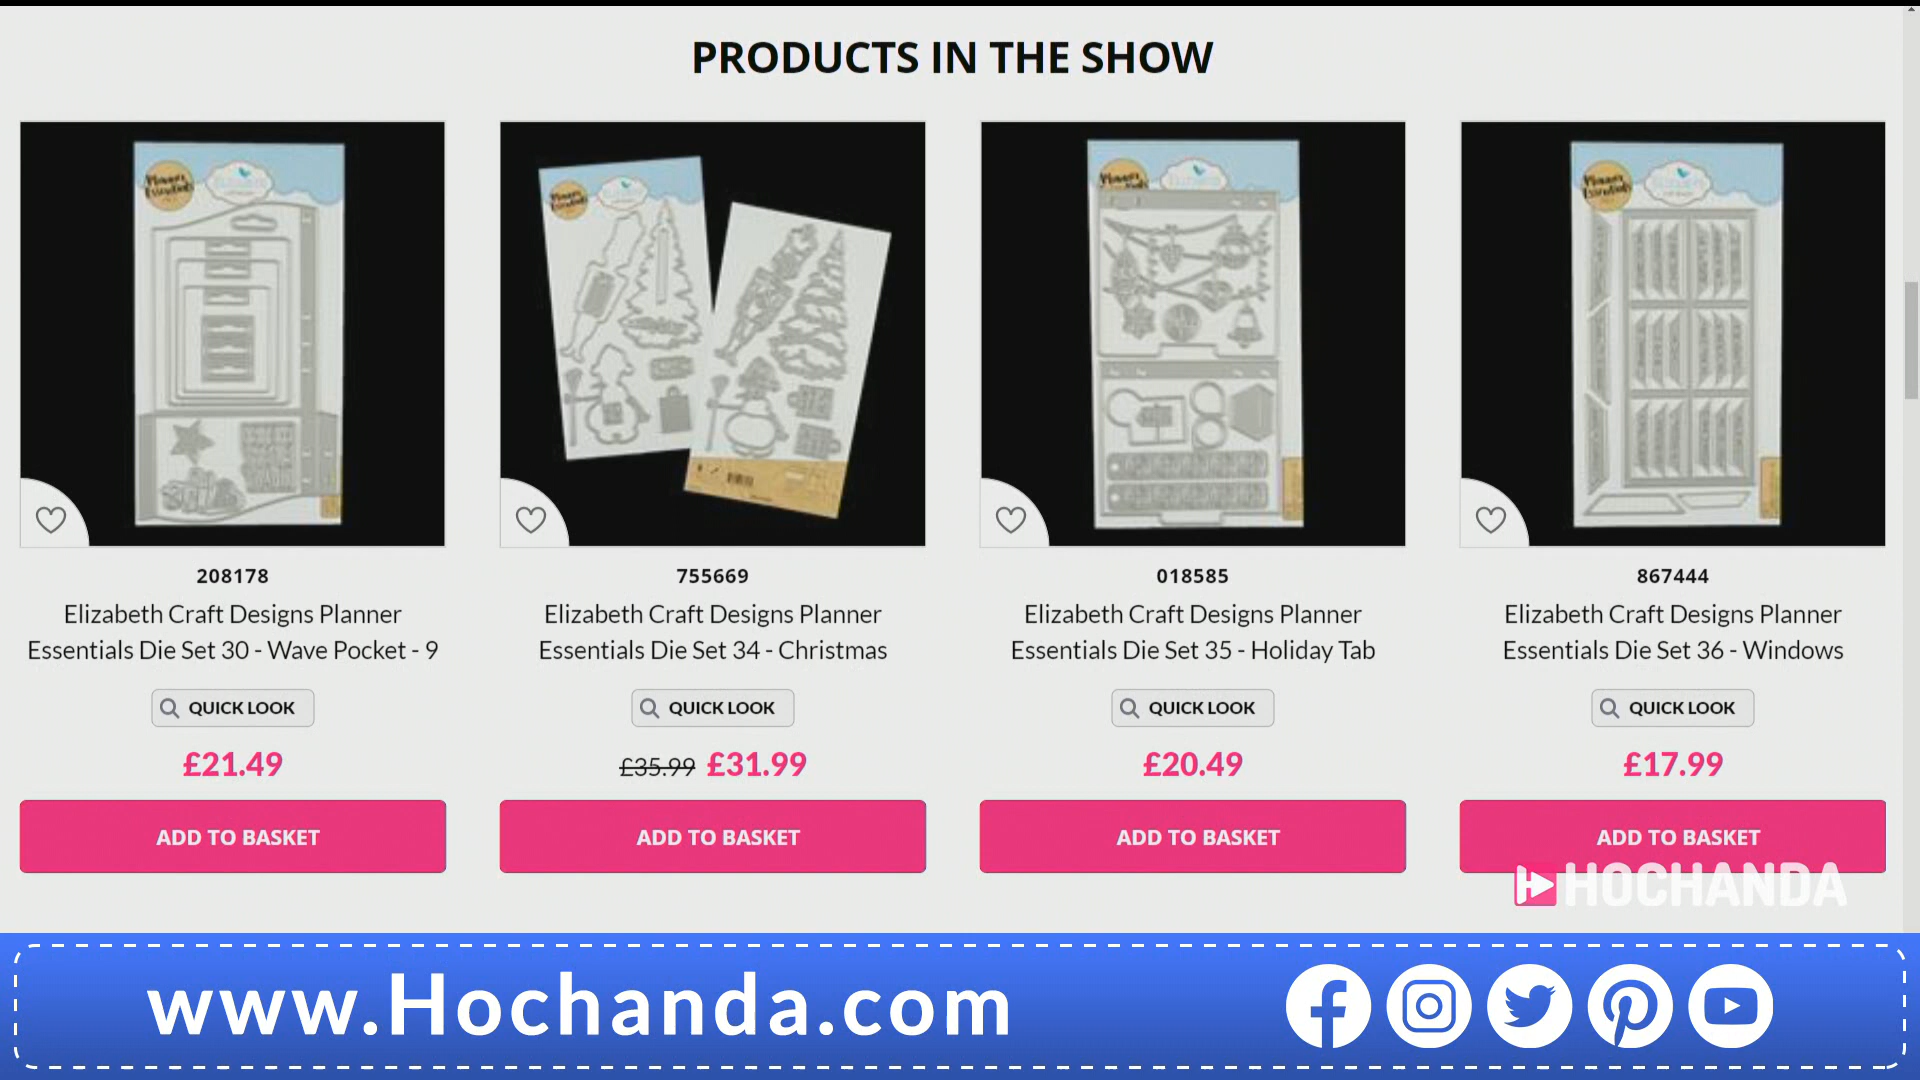 PRODUCTS IN THE SHOW
208178
Elizabeth Craft Designs Planner
Essentials Die Set 30 - Wave Pocket - 9
QUICK LOOK
£21.49
ADD TO BASKET
755669
Elizabeth Craft Designs Planner
Essentials Die Set 34 - Christmas
QUICK LOOK
£35.99 £31.99
ADD TO BASKET
018585
Elizabeth Craft Designs Planner
Essentials Die Set 35 - Holiday Tab
QUICK LOOK
£20.49
ADD TO BASKET
867444
Elizabeth Craft Designs Planner
Essentials Die Set 36 - Windows
QUICK LOOK
£17.99
ADD TO BASKET
HOCHANDA
www.Hochanda.com